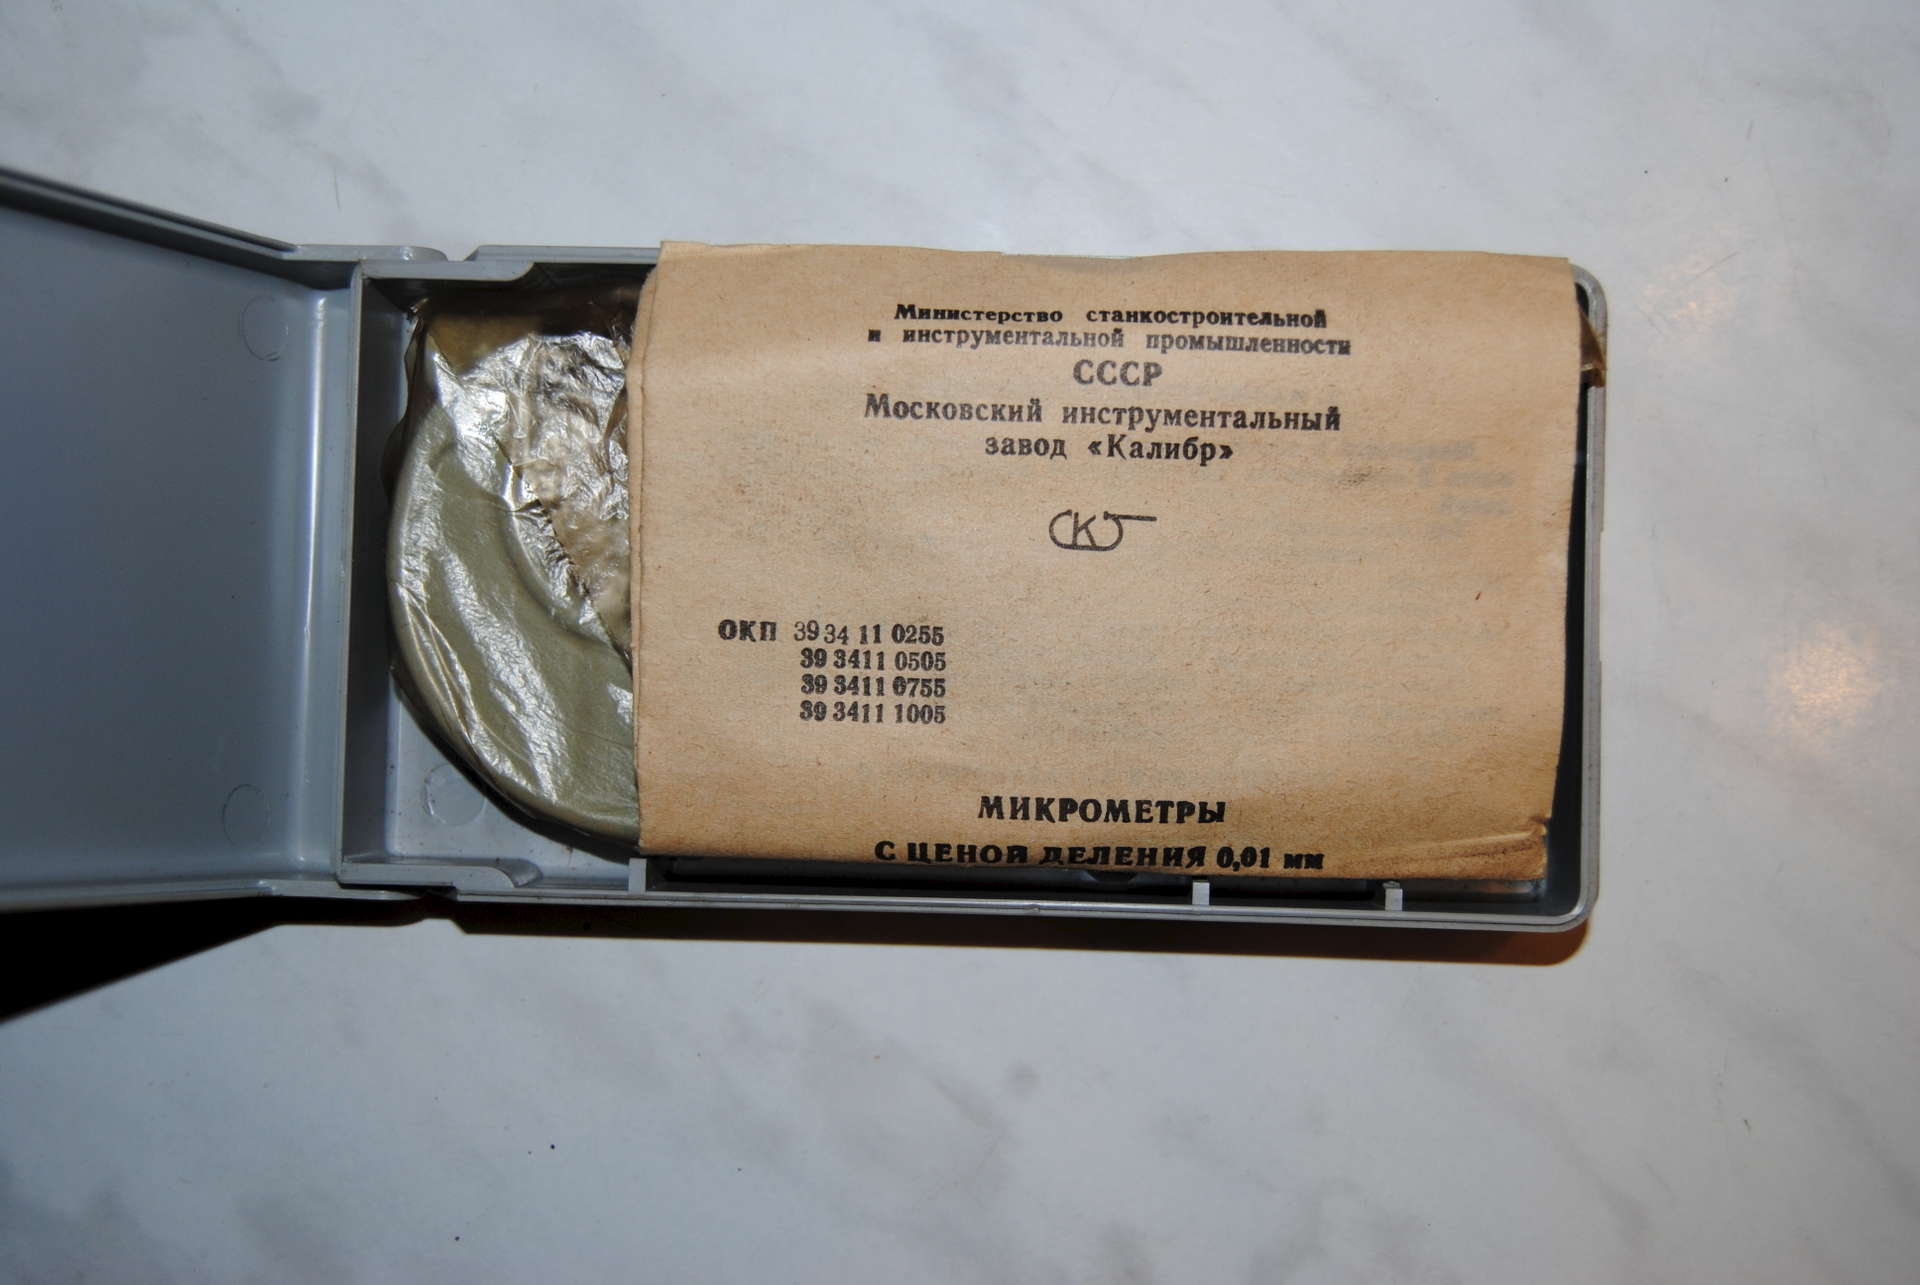 Министерство станкостроительной
и инструментальной промышленности
СССР
Московский инструментальный
завод «Калибр»
ОКП 39 34 11 0255
39 3411 0505
39 3411 0755
39 3411 1005
МИКРОМЕТРЫ
С ЦЕНОЙ ДЕЛЕНИЯ 0,01 мм